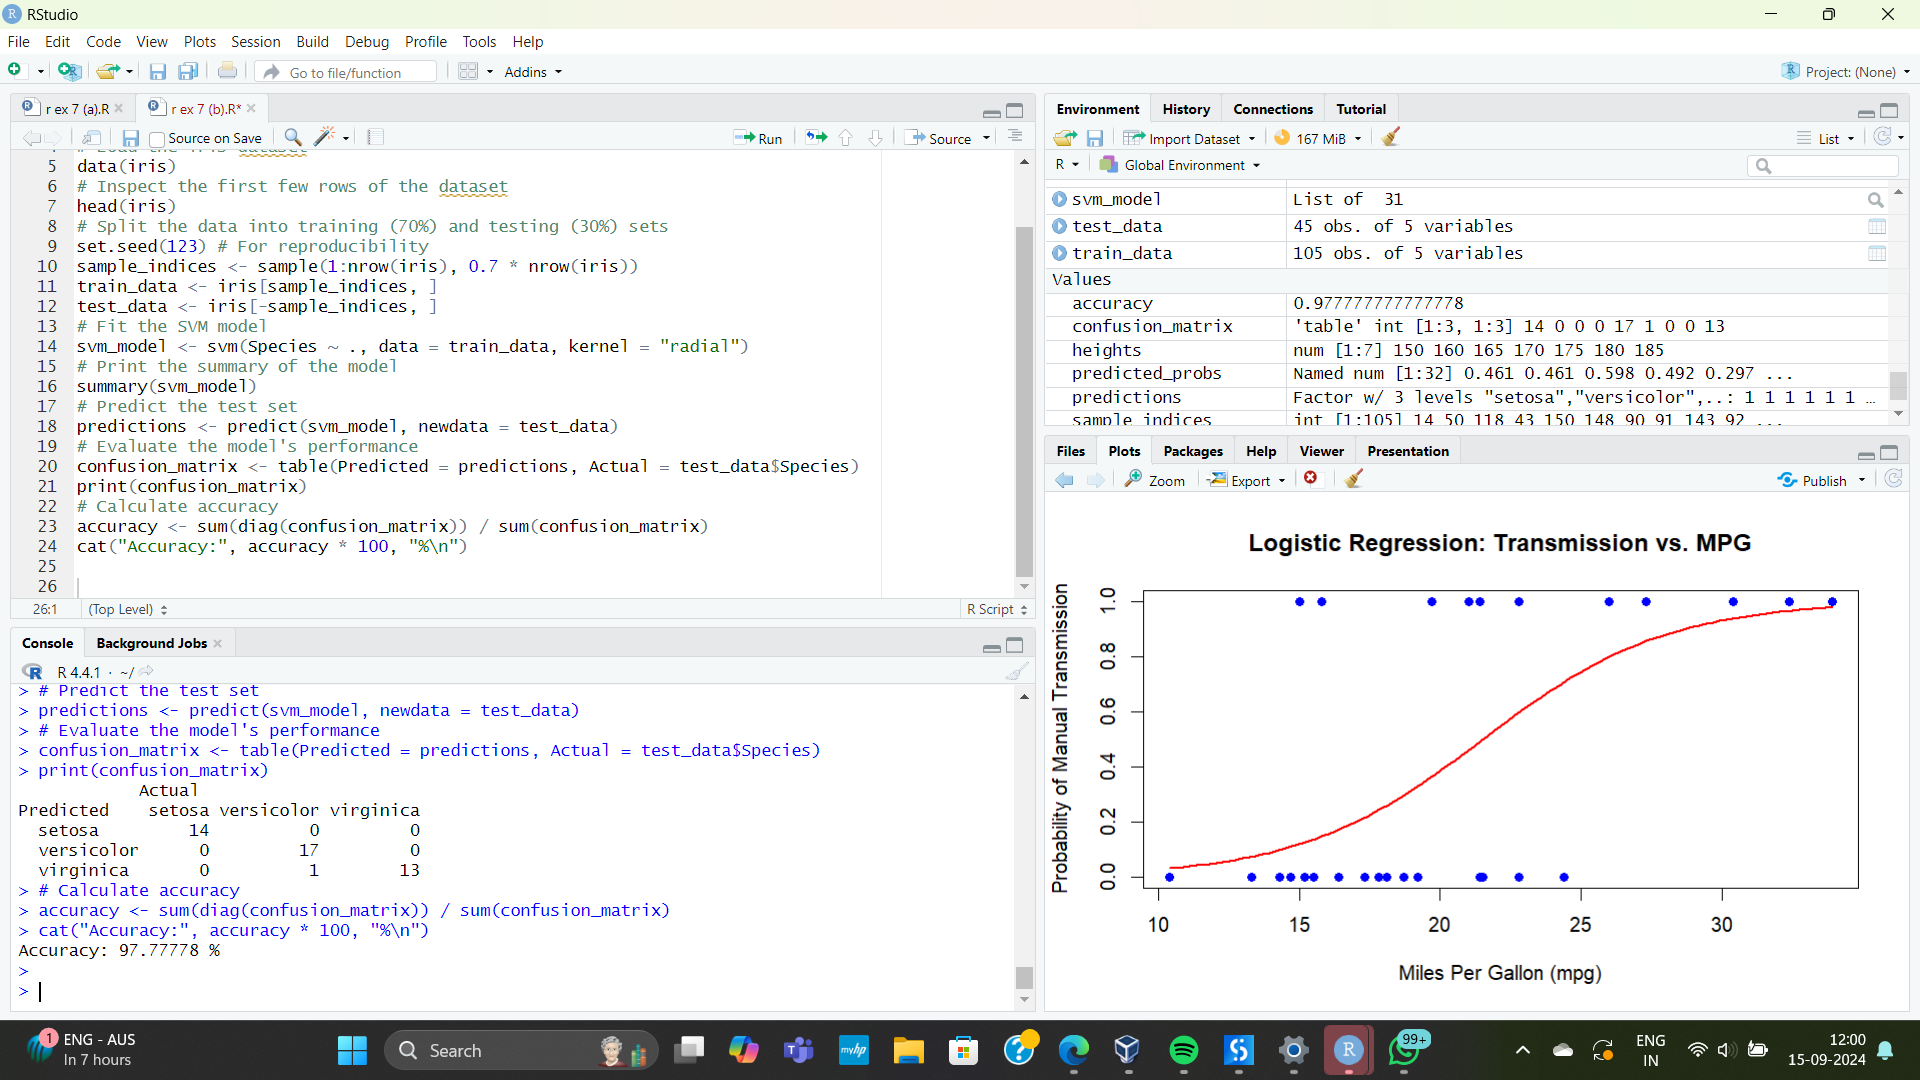 RStudio
File Edit Code View Plots Session Build Debug Profile Tools Help
Go to file/function Addins Project: (None)
r ex 7 (a).R r ex 7 (b).R*
Source on Save Run Source
4 # Load the iris dataset
5 data(iris)
6 # Inspect the first few rows of the dataset
7 head(iris)
8 # Split the data into training (70%) and testing (30%) sets
9 set.seed(123) # For reproducibility
10 sample_indices <- sample(1:nrow(iris), 0.7 * nrow(iris))
11 train_data <- iris[sample_indices, ]
12 test_data <- iris[-sample_indices, ]
13 # Fit the SVM model
14 svm_model <- svm(Species ~ ., data = train_data, kernel = "radial")
15 # Print the summary of the model
16 summary(svm_model)
17 # Predict the test set
18 predictions <- predict(svm_model, newdata = test_data)
19 # Evaluate the model's performance
20 confusion_matrix <- table(Predicted = predictions, Actual = test_data$Species)
21 print(confusion_matrix)
22 # Calculate accuracy
23 accuracy <- sum(diag(confusion_matrix)) / sum(confusion_matrix)
24 cat("Accuracy:", accuracy * 100, "%\n")
25
26
26:1 (Top Level) R Script
Console Background Jobs
R 4.4.1 · ~/
> # Predict the test set
> predictions <- predict(svm_model, newdata = test_data)
> # Evaluate the model's performance
> confusion_matrix <- table(Predicted = predictions, Actual = test_data$Species)
> print(confusion_matrix)
Actual
Predicted setosa versicolor virginica
setosa 14 0 0
versicolor 0 17 0
virginica 0 1 13
> # Calculate accuracy
> accuracy <- sum(diag(confusion_matrix)) / sum(confusion_matrix)
> cat("Accuracy:", accuracy * 100, "%\n")
Accuracy: 97.77778 %
>
>
Environment History Connections Tutorial
Import Dataset 167 MiB List
R Global Environment
svm_model List of 31
test_data 45 obs. of 5 variables
train_data 105 obs. of 5 variables
Values
accuracy 0.977777777777778
confusion_matrix 'table' int [1:3, 1:3] 14 0 0 0 17 1 0 0 13
heights num [1:7] 150 160 165 170 175 180 185
predicted_probs Named num [1:32] 0.461 0.461 0.598 0.492 0.297 ...
predictions Factor w/ 3 levels "setosa","versicolor",..: 1 1 1 1 1 1 ...
sample_indices int [1:105] 14 50 118 43 150 148 90 91 143 92 ...
Files Plots Packages Help Viewer Presentation
Zoom Export Publish
Logistic Regression: Transmission vs. MPG
Probability of Manual Transmission
1.0
0.8
0.6
0.4
0.2
0.0
10 15 20 25 30
Miles Per Gallon (mpg)
1 ENG - AUS
In 7 hours
Search
myhp
99+
ENG
IN
12:00
15-09-2024